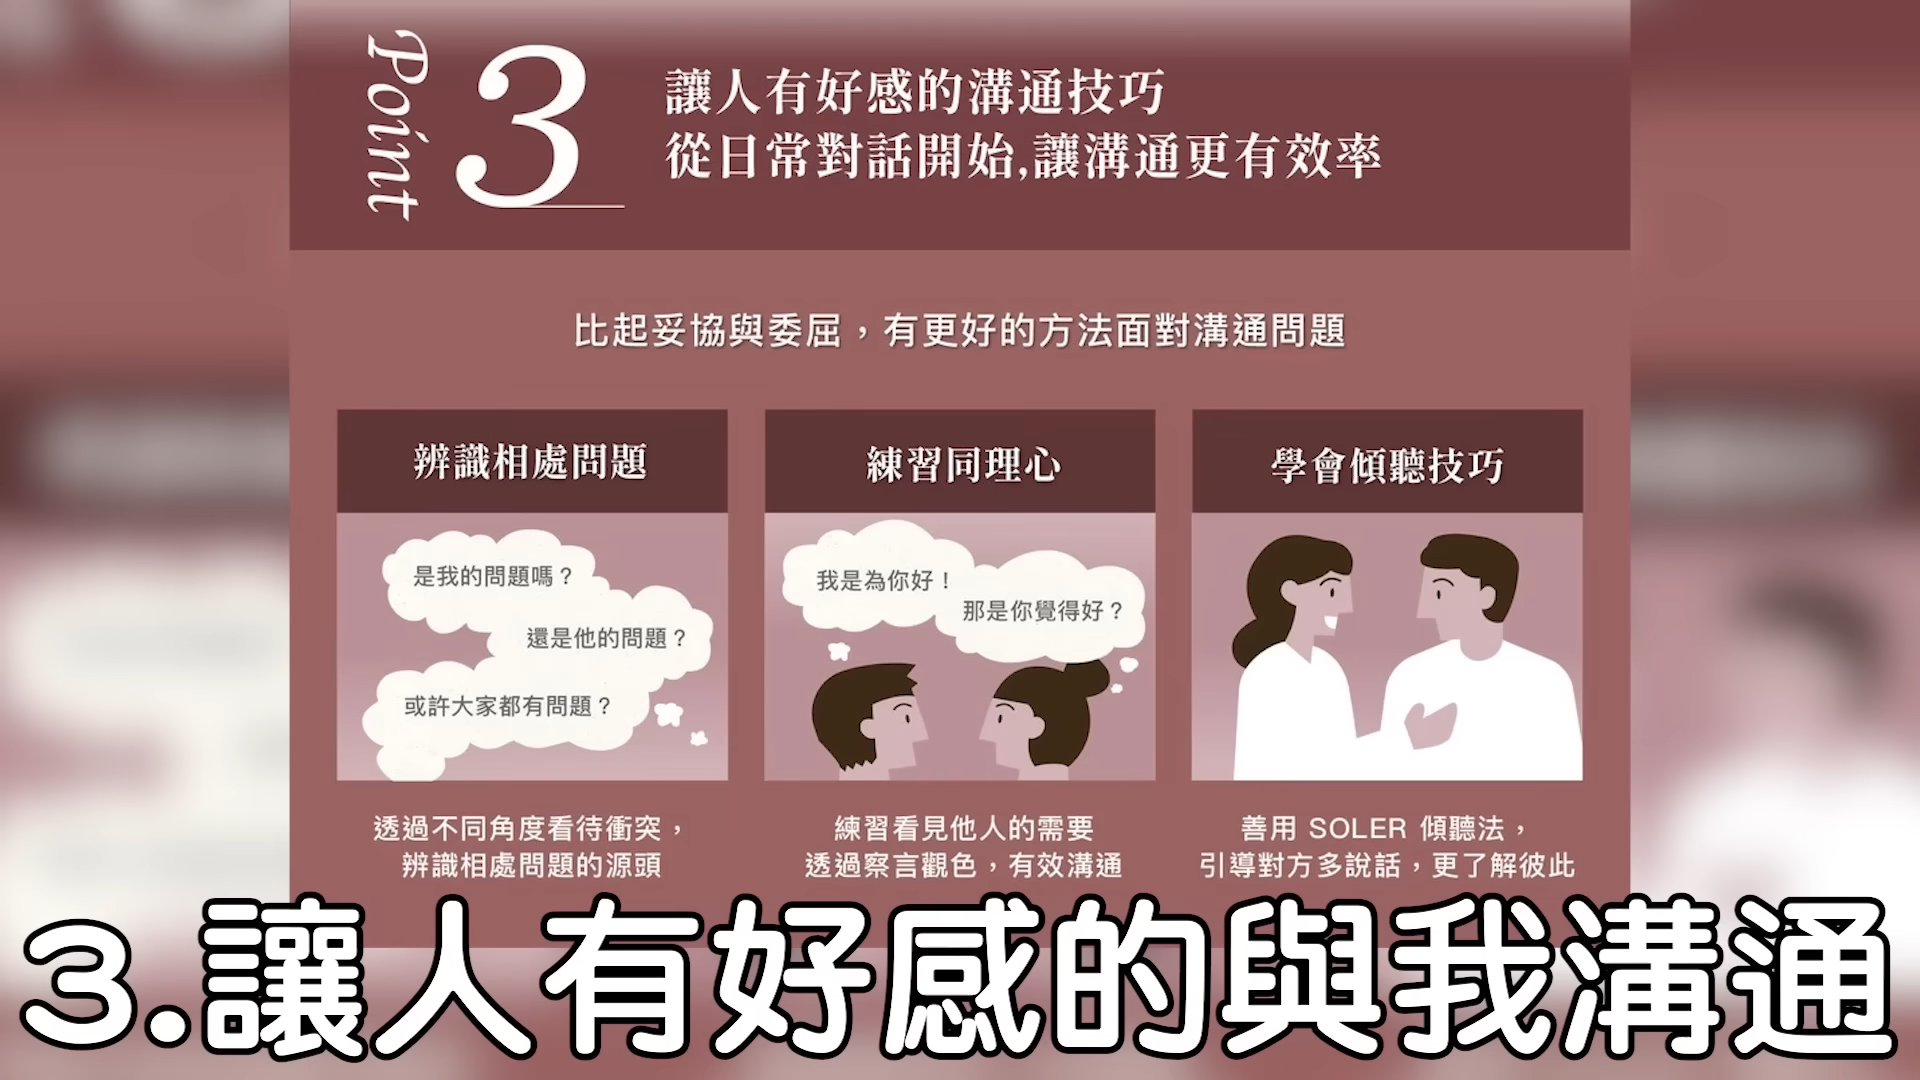 Point 3
讓人有好感的溝通技巧
從日常對話開始,讓溝通更有效率
比起妥協與委屈，有更好的方法面對溝通問題
辨識相處問題
是我的問題嗎？
還是他的問題？
或許大家都有問題？
透過不同角度看待衝突，
辨識相處問題的源頭
練習同理心
我是為你好！
那是你覺得好？
練習看見他人的需要
透過察言觀色，有效溝通
學會傾聽技巧
善用 SOLER 傾聽法，
引導對方多說話，更了解彼此
3.讓人有好感的與我溝通